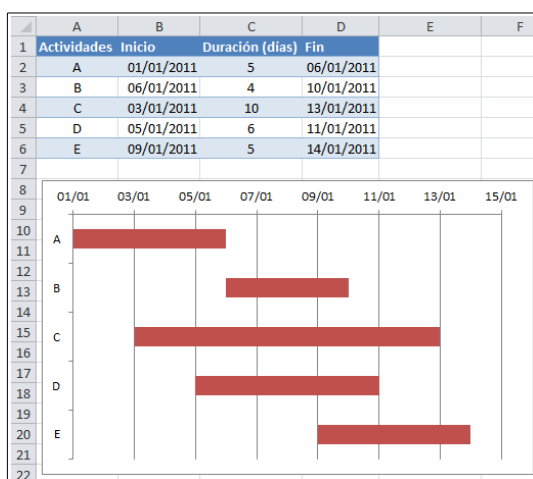 A B C D E F
1 Actividades Inicio Duración (días) Fin
2 A 01/01/2011 5 06/01/2011
3 B 06/01/2011 4 10/01/2011
4 C 03/01/2011 10 13/01/2011
5 D 05/01/2011 6 11/01/2011
6 E 09/01/2011 5 14/01/2011
7
8
01/01 03/01 05/01 07/01 09/01 11/01 13/01 15/01
9
10
A
11
12
13 B
14
15
C
16
17
18 D
19
20 E
21
22